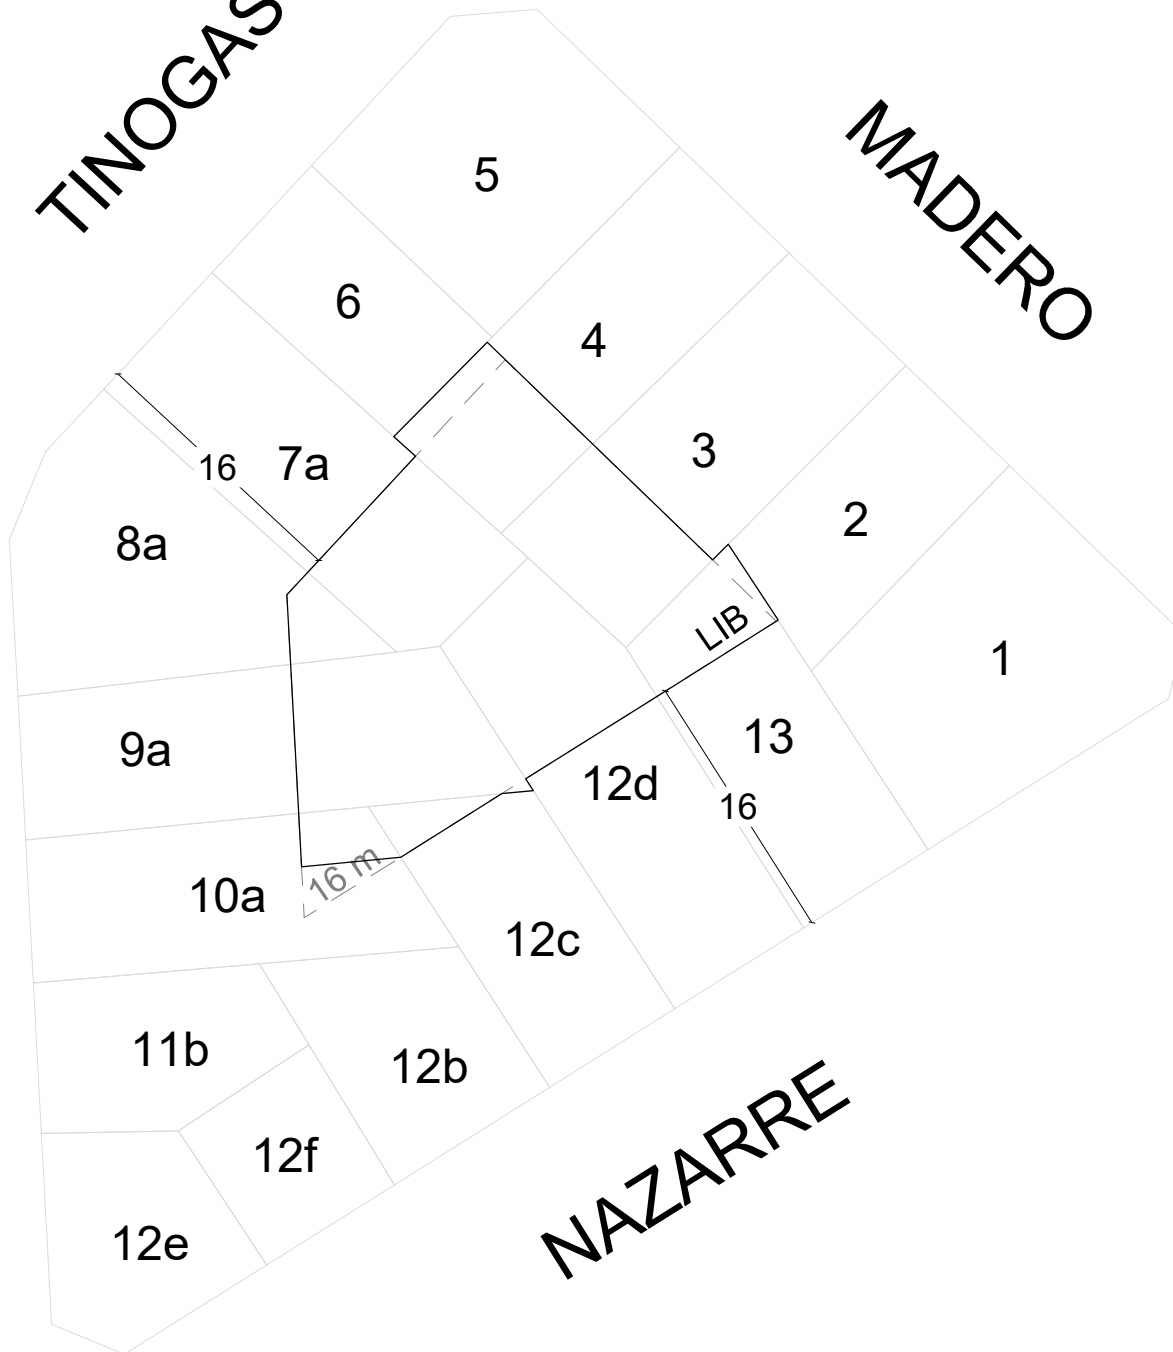 TINOGAS
MADERO
5
6
4
3
7a
16
2
8a
LIB
1
13
9a
12d
16
16 m
10a
12c
11b
12b
12f
12e
NAZARRE